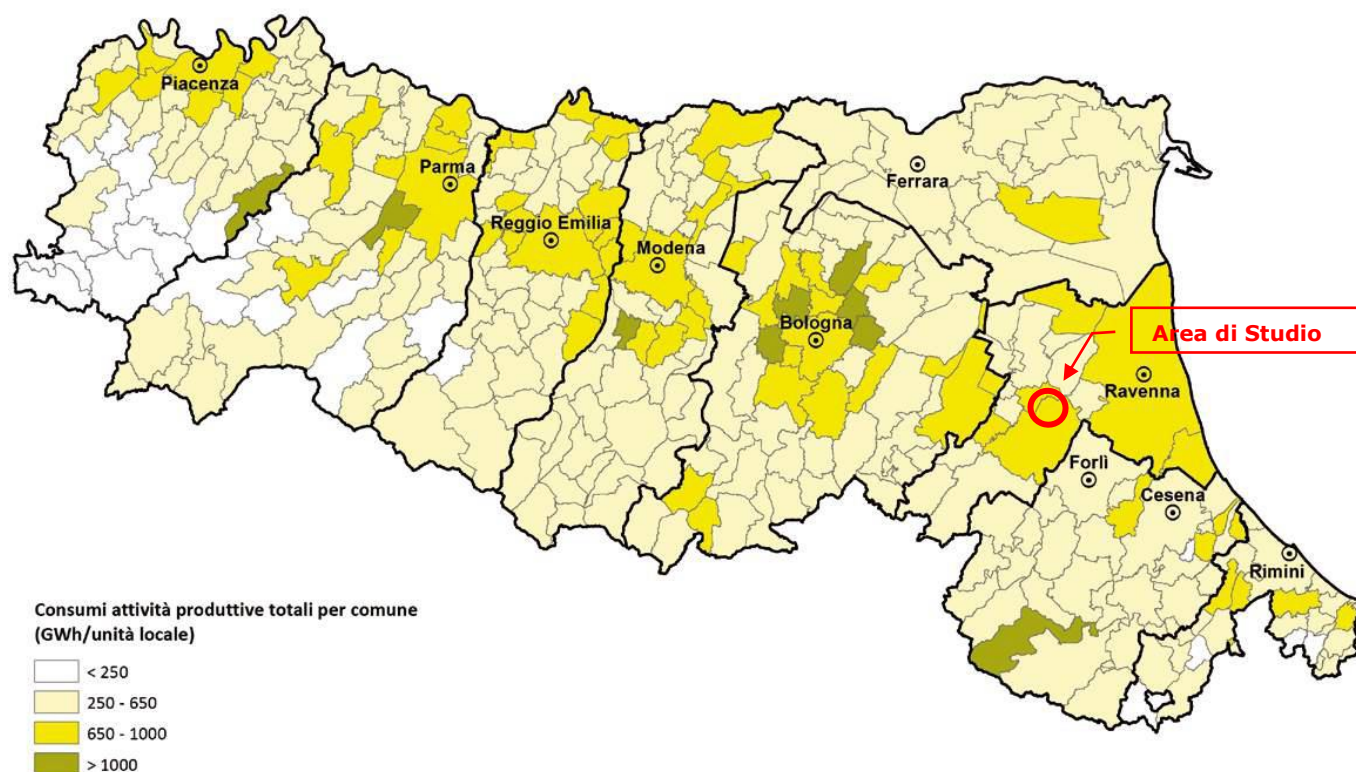 Piacenza
Parma
Reggio Emilia
Modena
Ferrara
Bologna
Area di Studio
Ravenna
Forlì
Cesena
Rimini
Consumi attività produttive totali per comune
(GWh/unità locale)
< 250
250 - 650
650 - 1000
> 1000